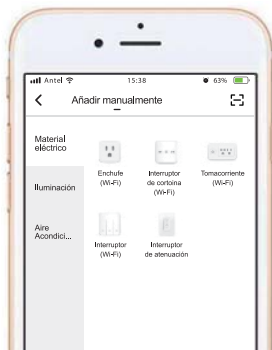 Antel 15:38 63%
Añadir manualmente
Material
eléctrico
Iluminación
Aire
Acondici...
Enchufe
(Wi-Fi)
Interruptor
de cortoina
(Wi-Fi)
Tomacorriente
(Wi-Fi)
Interruptor
(Wi-Fi)
Interruptor
de atenuación